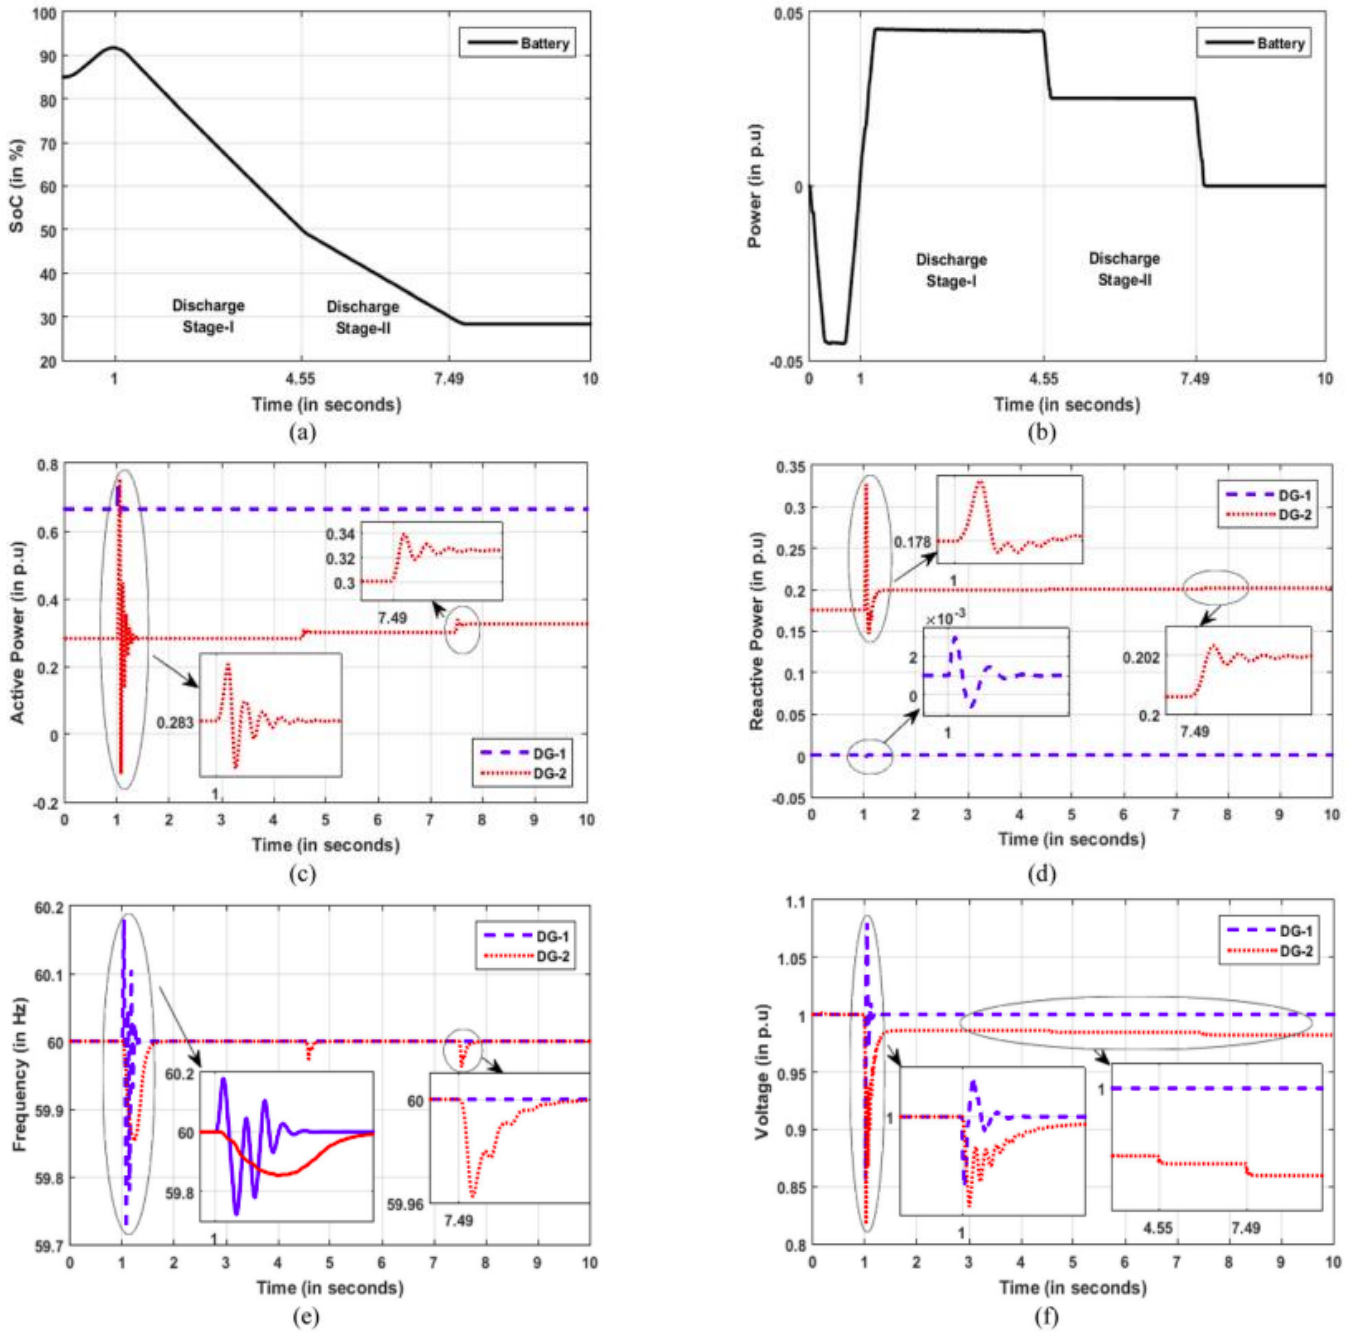 100
90
80
70
60
50
40
30
20
SoC (in %)
Battery
Discharge
Stage-I
Discharge
Stage-II
1
4.55
7.49
10
Time (in seconds)
(a)
0.05
0
-0.05
Power (in p.u)
Battery
Discharge
Stage-I
Discharge
Stage-II
0
1
4.55
7.49
10
Time (in seconds)
(b)
0.8
0.6
0.4
0.2
0
-0.2
Active Power (in p.u)
0.34
0.32
0.3
7.49
0.283
1
DG-1
DG-2
0 1 2 3 4 5 6 7 8 9 10
Time (in seconds)
(c)
0.35
0.3
0.25
0.2
0.15
0.1
0.05
0
-0.05
Reactive Power (in p.u)
0.178
1
DG-1
DG-2
×10⁻³
2
0
1
0.202
0.2
7.49
0 1 2 3 4 5 6 7 8 9 10
Time (in seconds)
(d)
60.2
60.1
60
59.9
59.8
59.7
Frequency (in Hz)
DG-1
DG-2
60.2
60
59.8
1
60
59.96
7.49
0 1 2 3 4 5 6 7 8 9 10
Time (in seconds)
(e)
1.1
1.05
1
0.95
0.9
0.85
0.8
Voltage (in p.u)
DG-1
DG-2
1
1
1
4.55
7.49
0 1 2 3 4 5 6 7 8 9 10
Time (in seconds)
(f)